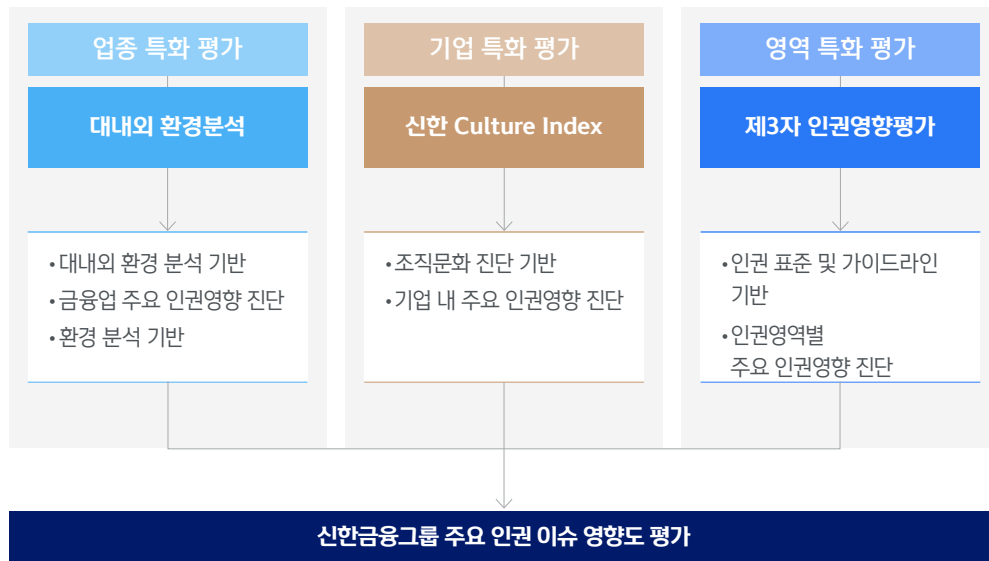 업종 특화 평가
대내외 환경분석
•대내외 환경 분석 기반
•금융업 주요 인권영향 진단
•환경 분석 기반
기업 특화 평가
신한 Culture Index
•조직문화 진단 기반
•기업 내 주요 인권영향 진단
영역 특화 평가
제3자 인권영향평가
•인권 표준 및 가이드라인
기반
•인권영역별
주요 인권영향 진단
신한금융그룹 주요 인권 이슈 영향도 평가